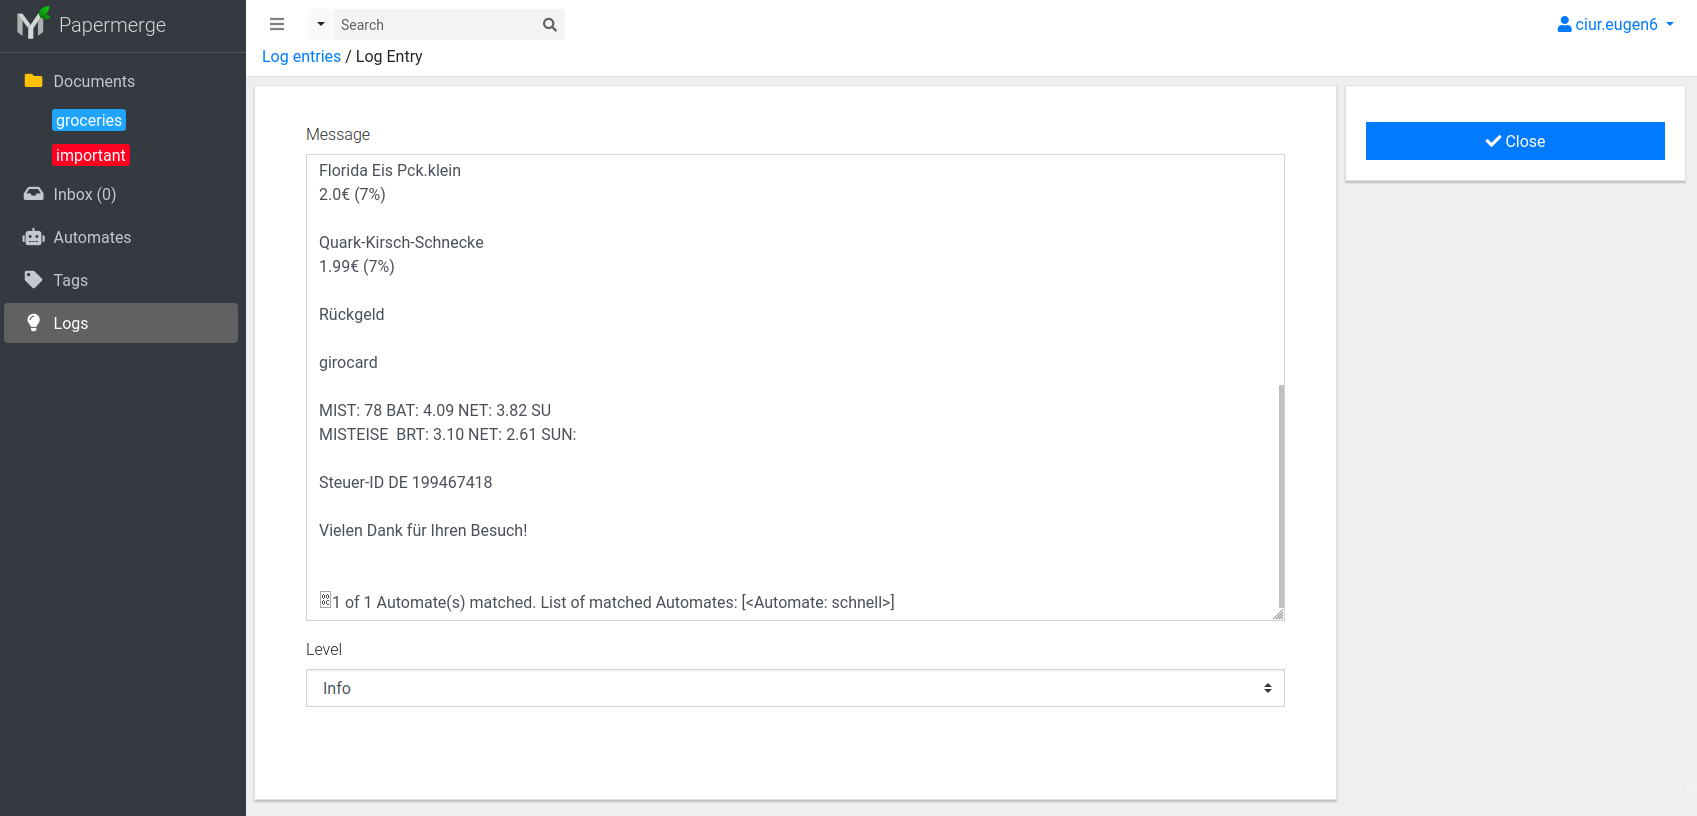 Papermerge
Search
ciur.eugen6
Log entries / Log Entry
Documents
groceries
important
Inbox (0)
Automates
Tags
Logs
Message
Florida Eis Pck.klein
2.0€ (7%)
Quark-Kirsch-Schnecke
1.99€ (7%)
Rückgeld
girocard
MIST: 78 BAT: 4.09 NET: 3.82 SU
MISTEISE BRT: 3.10 NET: 2.61 SUN:
Steuer-ID DE 199467418
Vielen Dank für Ihren Besuch!
1 of 1 Automate(s) matched. List of matched Automates: [<Automate: schnell>]
Level
Info
Close